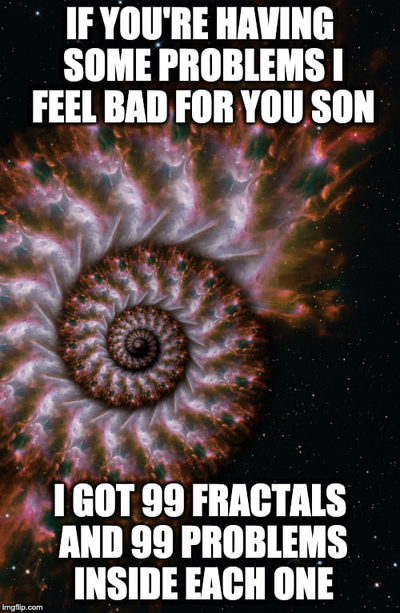 IF YOU'RE HAVING
SOME PROBLEMS I
FEEL BAD FOR YOU SON
I GOT 99 FRACTALS
AND 99 PROBLEMS
INSIDE EACH ONE
imgflip.com